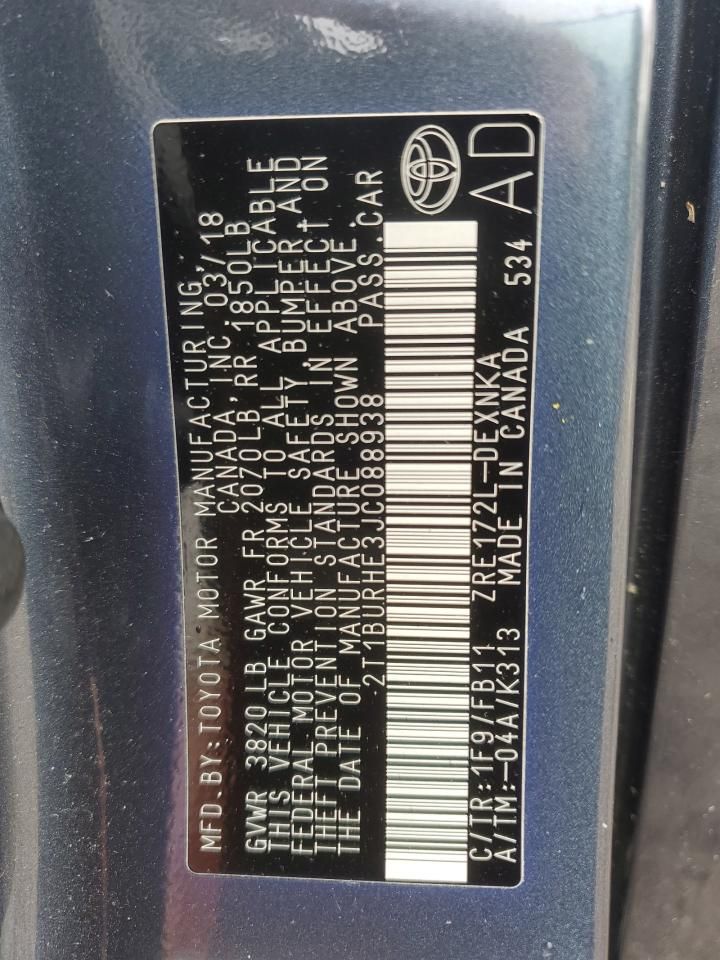 MFD.BY:TOYOTA MOTOR MANUFACTURING,
CANADA, INC. 03/18
GVWR 3820 LB GAWR FR 2070LB, RR 1850LB
THIS VEHICLE CONFORMS TO ALL APPLICABLE
FEDERAL MOTOR VEHICLE SAFETY, BUMPER, AND
THEFT PREVENTION STANDARDS IN EFFECT ON
THE DATE OF MANUFACTURE SHOWN ABOVE.
2T1BURHE3JC088938 PASS.CAR
C/TR:1F9/FB11 ZRE172L-DEXNKA
A/TM:-04A/K313 MADE IN CANADA 534
AD